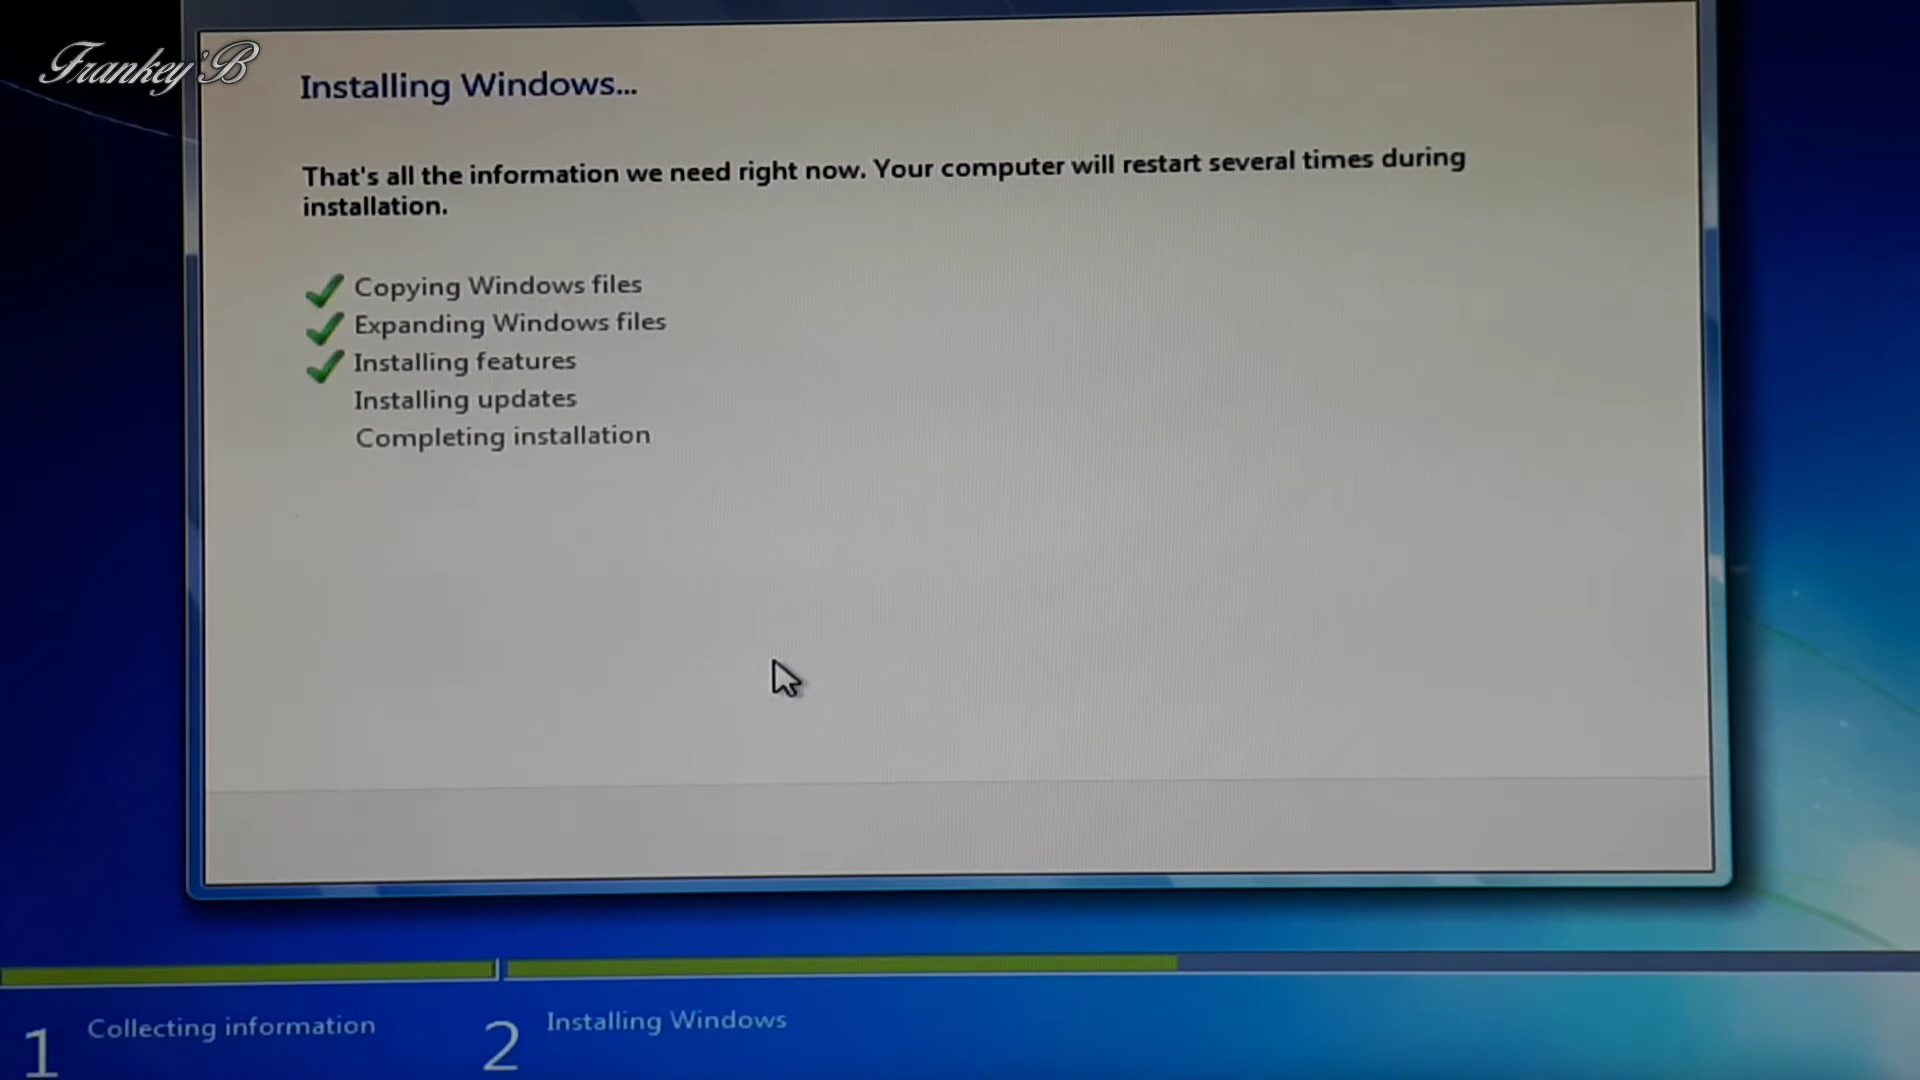 Frankey'B
Installing Windows...
That's all the information we need right now. Your computer will restart several times during
installation.
Copying Windows files
Expanding Windows files
Installing features
Installing updates
Completing installation
1 Collecting information
2 Installing Windows